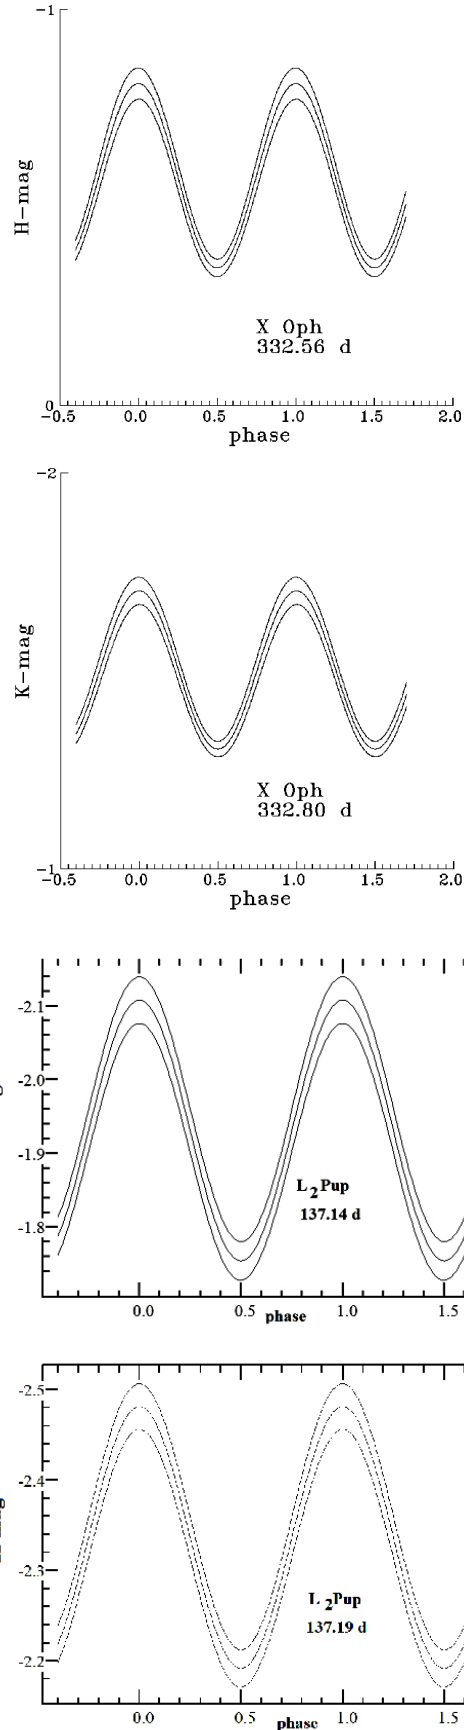 -1
H-mag
X Oph
332.56 d
0
-0.5 0.0 0.5 1.0 1.5 2.0
phase
-2
K-mag
X Oph
332.80 d
-1
-0.5 0.0 0.5 1.0 1.5 2.0
phase
-2.1
-2.0
-1.9
L2Pup
-1.8
137.14 d
0.0 0.5 1.0 1.5
phase
-2.5
-2.4
-2.3
L2Pup
137.19 d
-2.2
0.0 0.5 1.0 1.5
phase